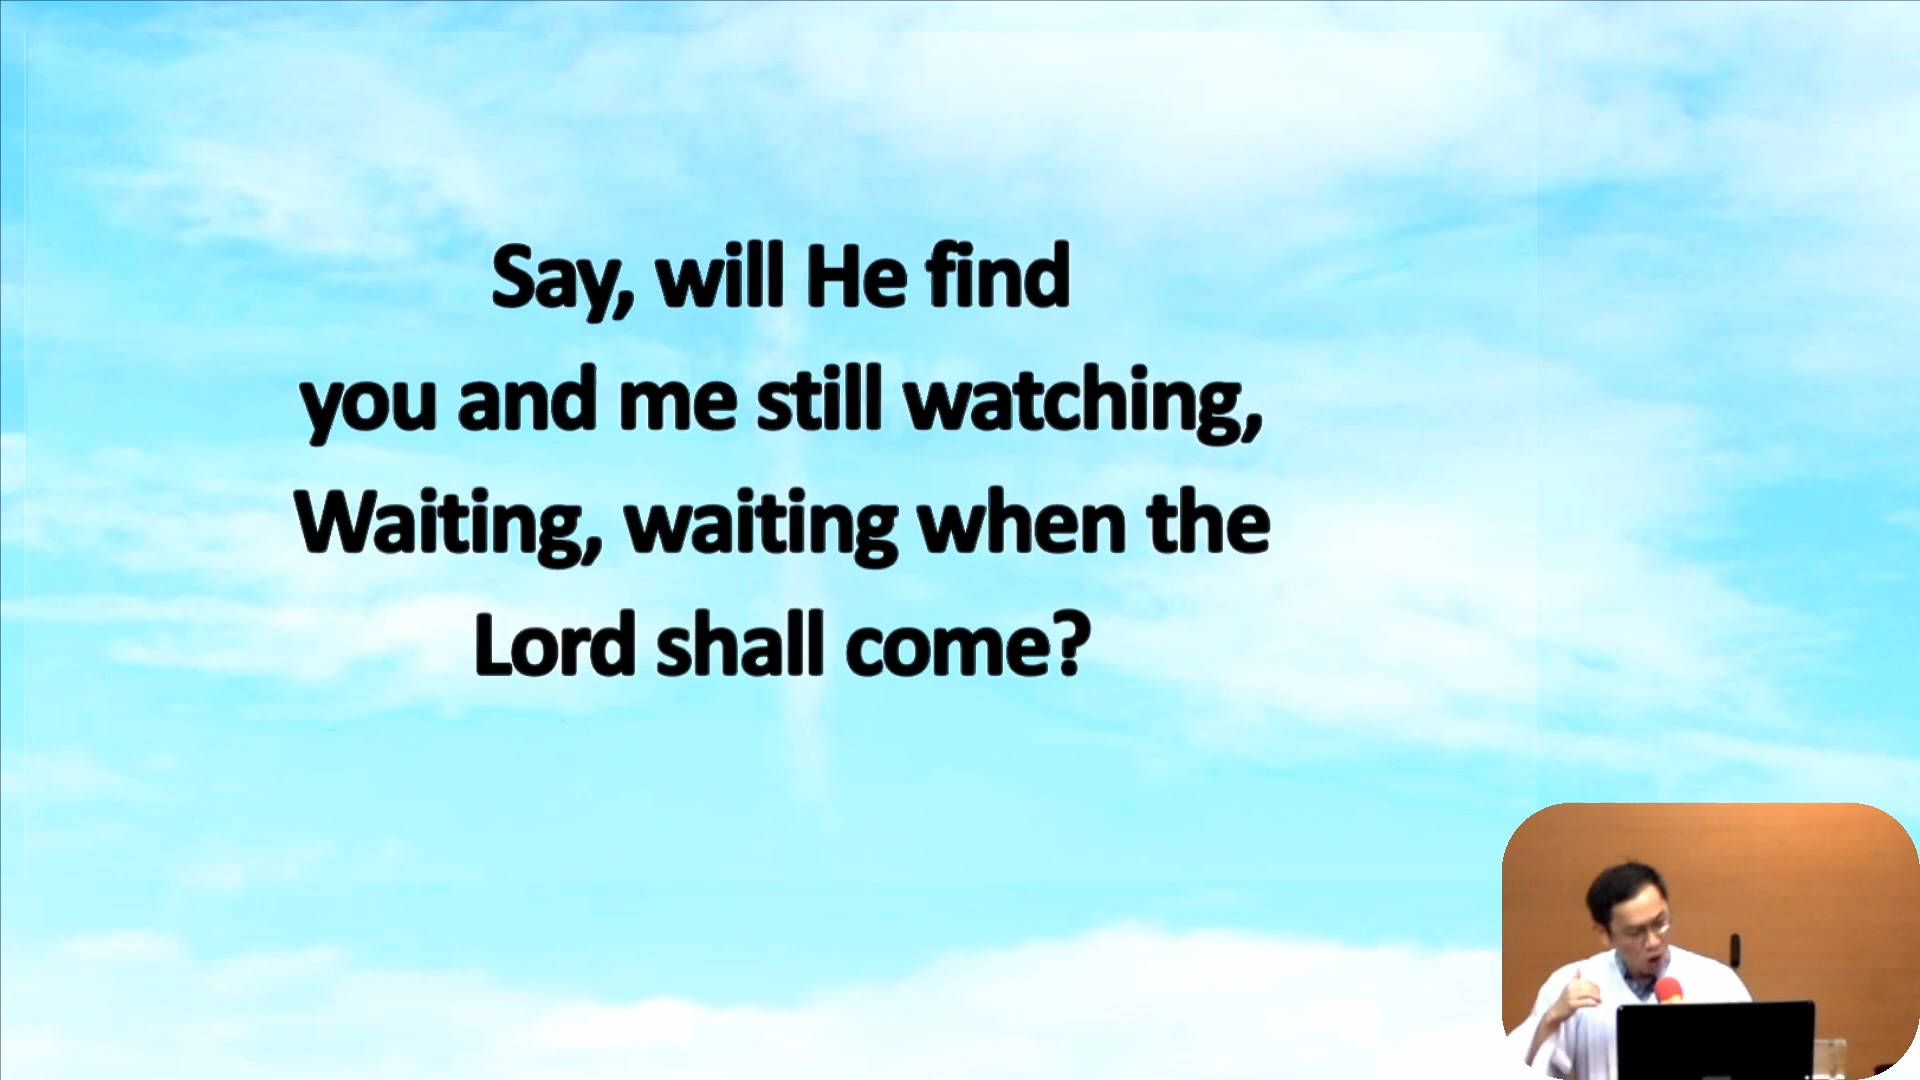 Say, will He find
you and me still watching,
Waiting, waiting when the
Lord shall come?